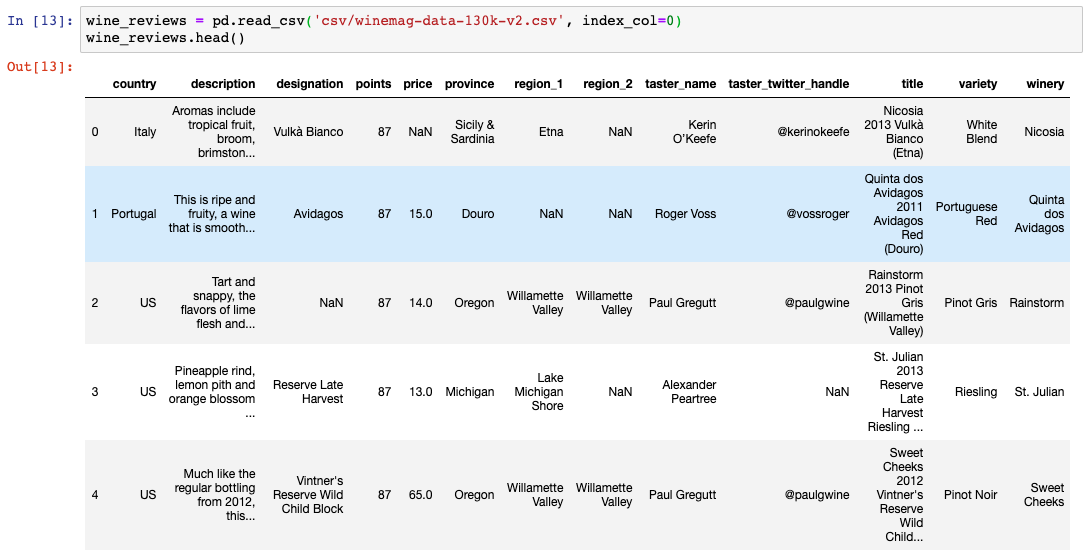 In [13]: wine_reviews = pd.read_csv('csv/winemag-data-130k-v2.csv', index_col=0)
wine_reviews.head()
Out[13]:
country description designation points price province region_1 region_2 taster_name taster_twitter_handle title variety winery
0 Italy Aromas include tropical fruit, broom, brimston... Vulkà Bianco 87 NaN Sicily & Sardinia Etna NaN Kerin O’Keefe @kerinokeefe Nicosia 2013 Vulkà Bianco (Etna) White Blend Nicosia
1 Portugal This is ripe and fruity, a wine that is smooth... Avidagos 87 15.0 Douro NaN NaN Roger Voss @vossroger Quinta dos Avidagos 2011 Avidagos Red (Douro) Portuguese Red Quinta dos Avidagos
2 US Tart and snappy, the flavors of lime flesh and... NaN 87 14.0 Oregon Willamette Valley Willamette Valley Paul Gregutt @paulgwine Rainstorm 2013 Pinot Gris (Willamette Valley) Pinot Gris Rainstorm
3 US Pineapple rind, lemon pith and orange blossom ... Reserve Late Harvest 87 13.0 Michigan Lake Michigan Shore NaN Alexander Peartree NaN St. Julian 2013 Reserve Late Harvest Riesling ... Riesling St. Julian
4 US Much like the regular bottling from 2012, this... Vintner's Reserve Wild Child Block 87 65.0 Oregon Willamette Valley Willamette Valley Paul Gregutt @paulgwine Sweet Cheeks 2012 Vintner's Reserve Wild Child... Pinot Noir Sweet Cheeks